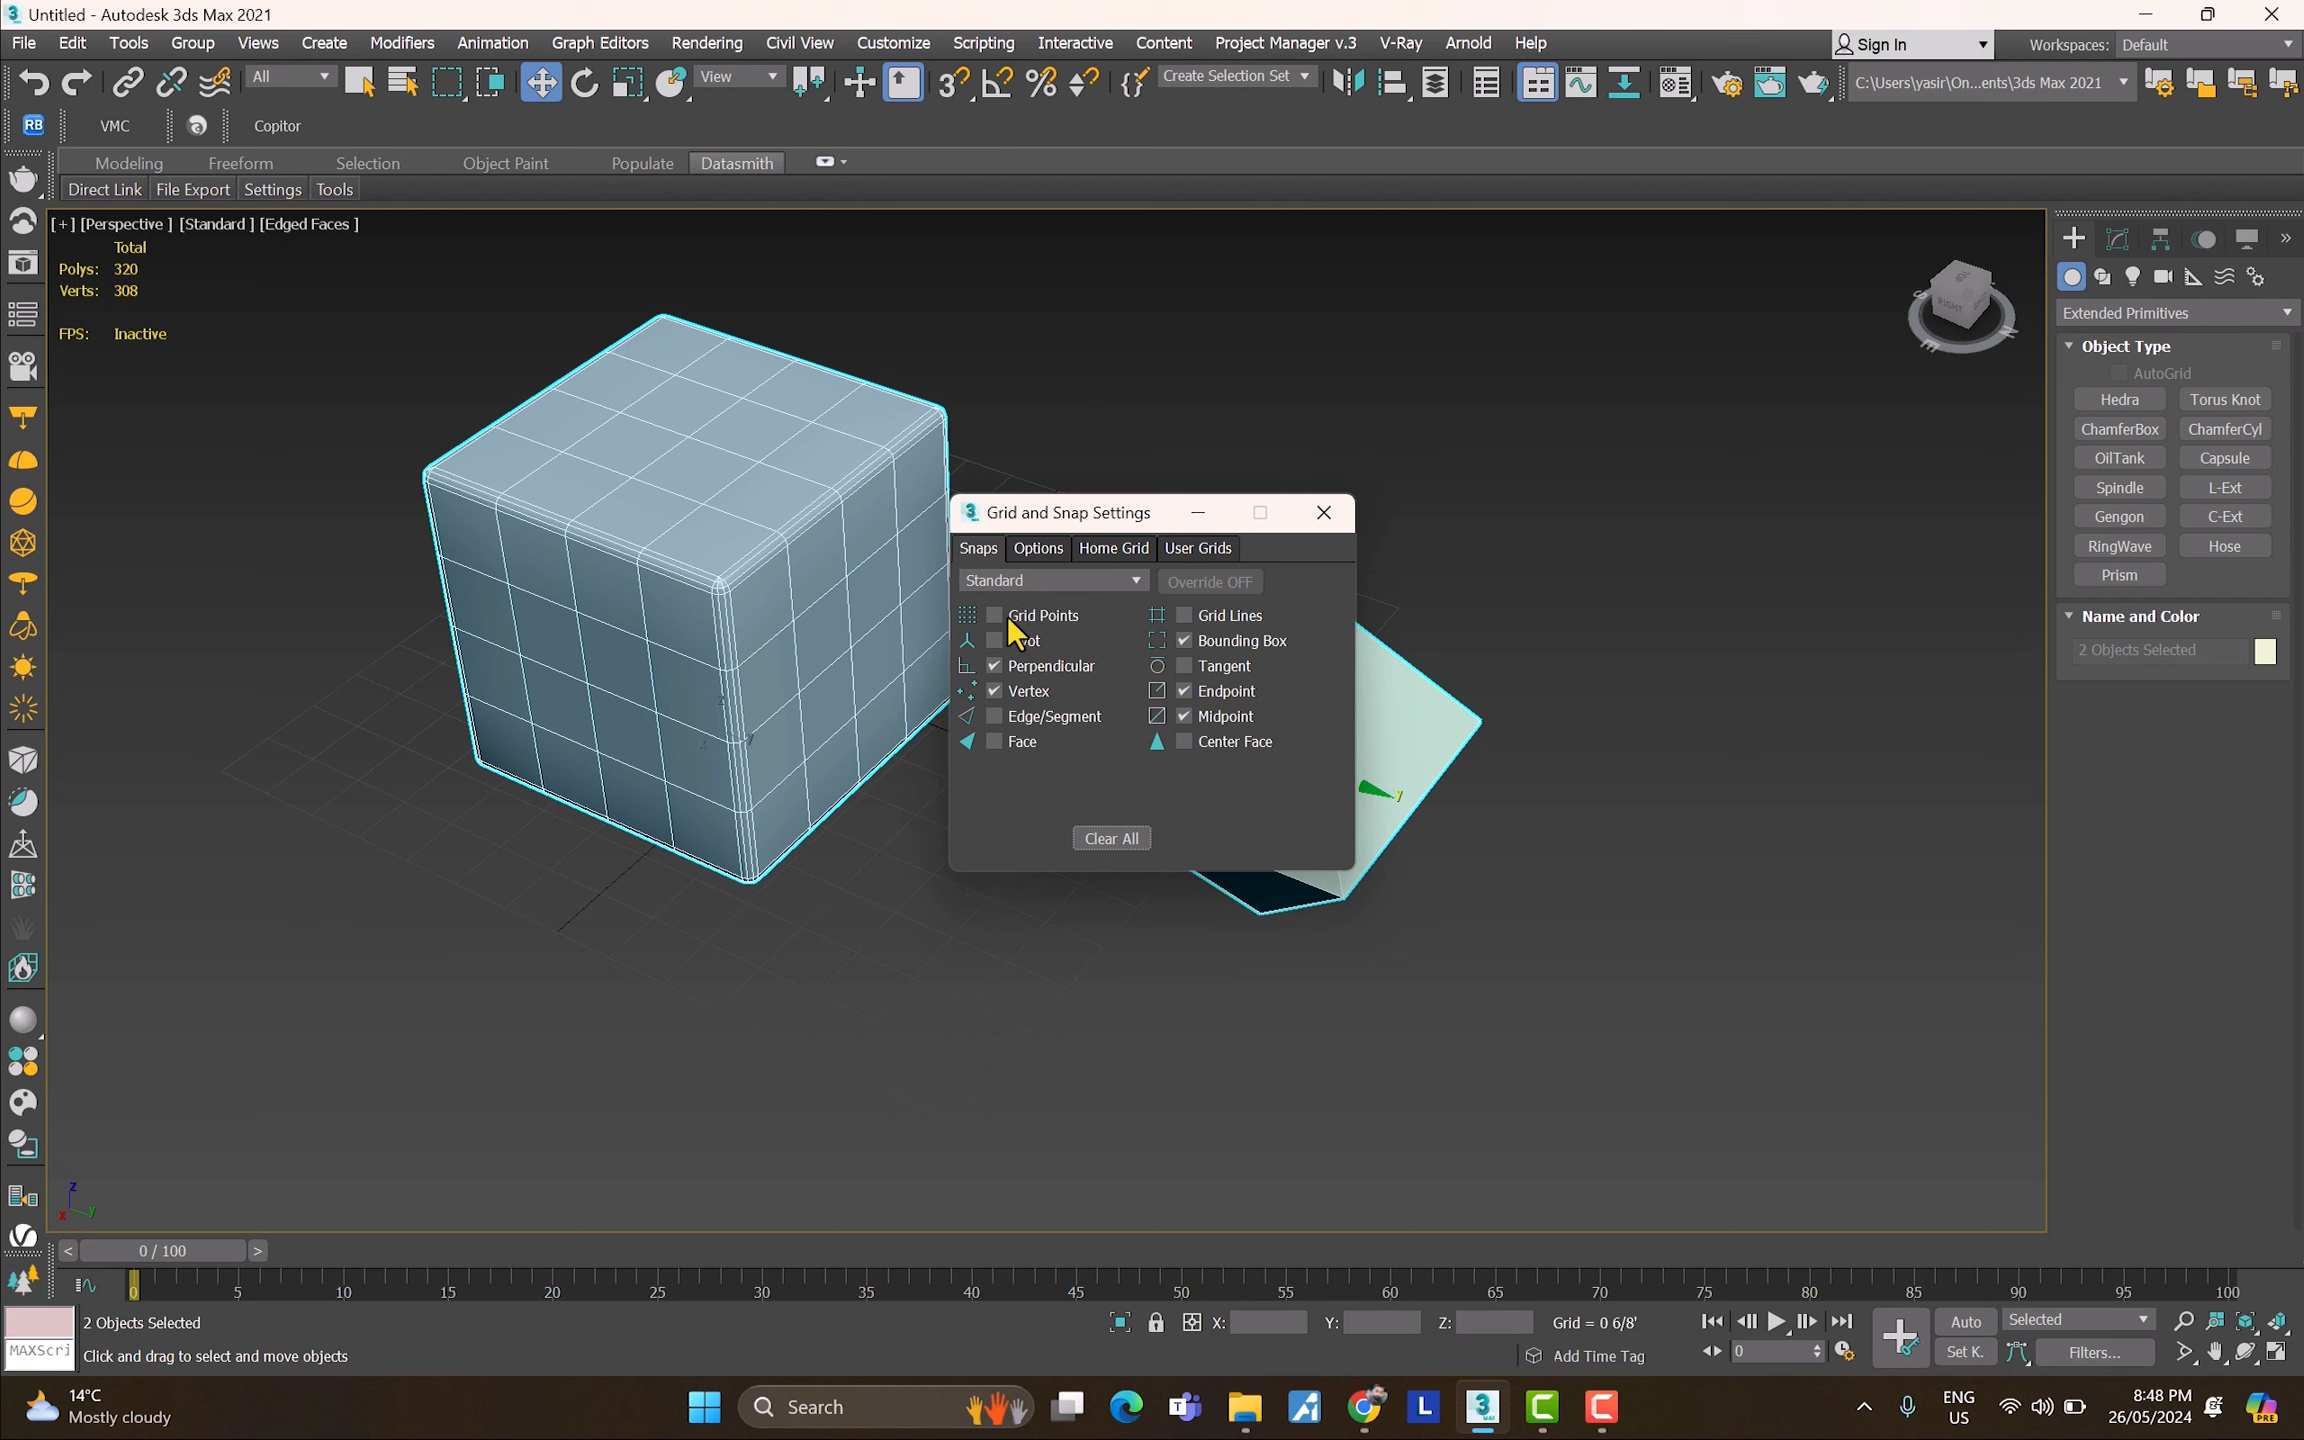 Untitled - Autodesk 3ds Max 2021
File Edit Tools Group Views Create Modifiers Animation Graph Editors Rendering Civil View Customize Scripting Interactive Content Project Manager v.3 V-Ray Arnold Help Sign In Workspaces: Default
All View Create Selection Set C:\Users\yasir\On...ents\3ds Max 2021
RB VMC Copitor
Modeling Freeform Selection Object Paint Populate Datasmith
Direct Link File Export Settings Tools
[+] [Perspective ] [Standard ] [Edged Faces ]
Total
Polys: 320
Verts: 308
FPS: Inactive
Extended Primitives
Object Type
AutoGrid
Hedra Torus Knot
ChamferBox ChamferCyl
OilTank Capsule
Spindle L-Ext
Gengon C-Ext
RingWave Hose
Prism
Name and Color
2 Objects Selected
Grid and Snap Settings
Snaps Options Home Grid User Grids
Standard Override OFF
Grid Points Grid Lines
ot Bounding Box
Perpendicular Tangent
Vertex Endpoint
Edge/Segment Midpoint
Face Center Face
Clear All
y
z
x y
< 0 / 100 >
0 5 10 15 20 25 30 35 40 45 50 55 60 65 70 75 80 85 90 95 100
2 Objects Selected X: Y: Z: Grid = 0 6/8' Auto Selected
MAXScri Click and drag to select and move objects Add Time Tag 0 Set K. Filters...
14°C
Mostly cloudy
Search
ENG
US
8:48 PM
26/05/2024
PRE